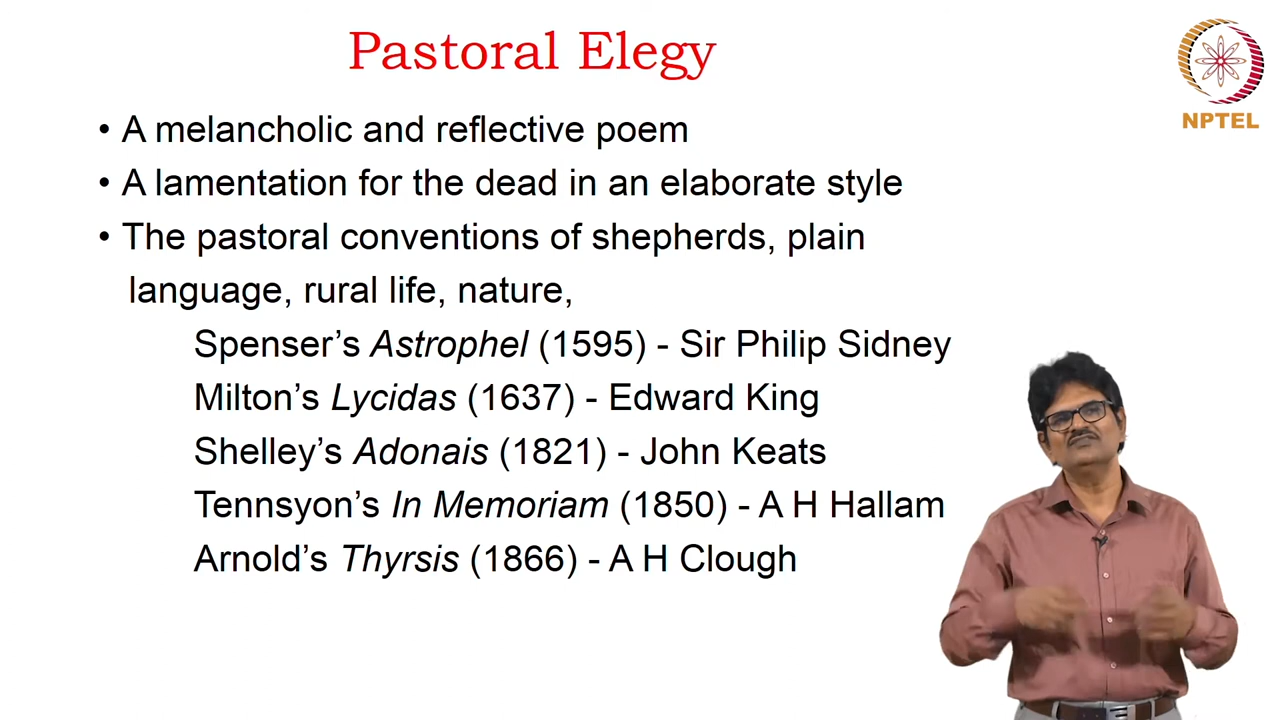 Pastoral Elegy
NPTEL
• A melancholic and reflective poem
• A lamentation for the dead in an elaborate style
• The pastoral conventions of shepherds, plain
language, rural life, nature,
Spenser’s Astrophel (1595) - Sir Philip Sidney
Milton’s Lycidas (1637) - Edward King
Shelley’s Adonais (1821) - John Keats
Tennsyon’s In Memoriam (1850) - A H Hallam
Arnold’s Thyrsis (1866) - A H Clough